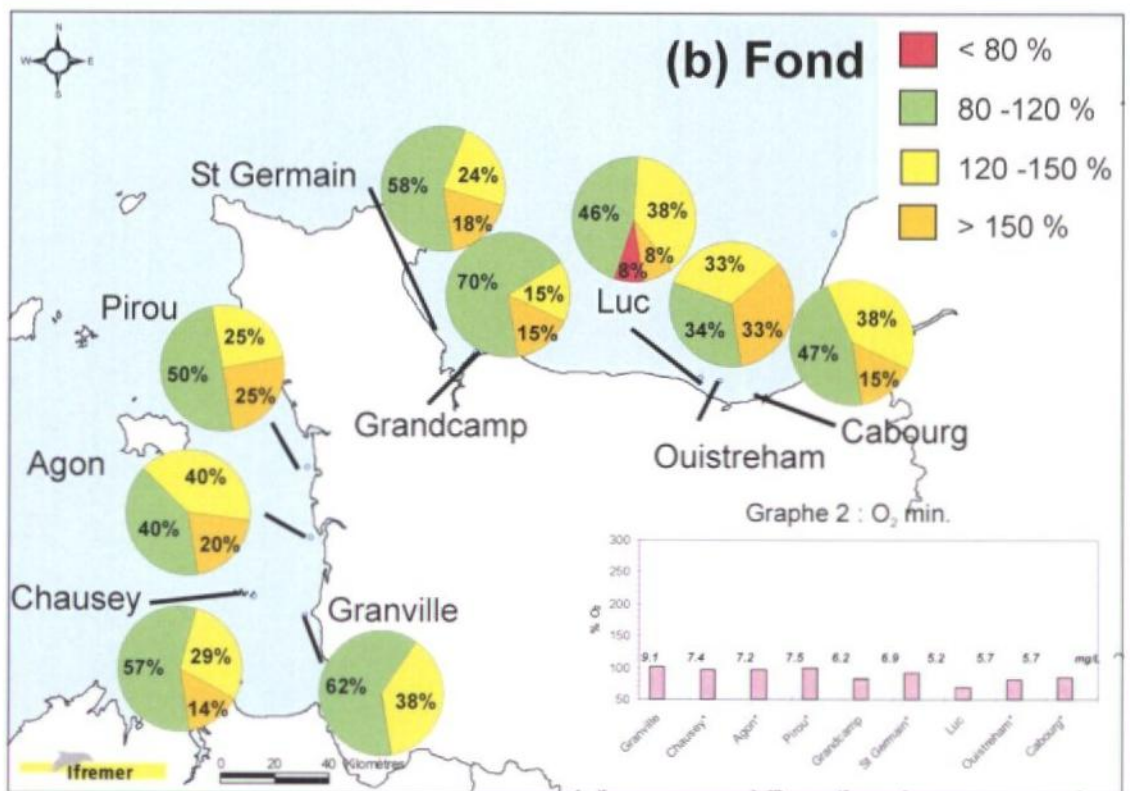 N
W E
S
(b) Fond
< 80 %
80 -120 %
120 -150 %
> 150 %
St Germain
58%
24%
18%
70%
15%
15%
46%
38%
8%
8%
Luc
33%
34%
33%
38%
47%
15%
Pirou
25%
50%
25%
Grandcamp
Ouistreham
Cabourg
Agon
40%
40%
20%
Chausey
57%
29%
14%
Granville
62%
38%
Graphe 2 : O2 min.
300
250
200
150
100
50
% O2
9.1 7.4 7.2 7.5 6.2 6.9 5.2 5.7 5.7 mg/L
Granville
Chausey*
Agon*
Pirou*
Grandcamp
St Germain*
Luc
Ouistreham*
Cabourg*
Ifremer
0 20 40 Kilomètres